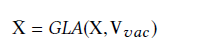 X̄ = GLA(X, V_vac)